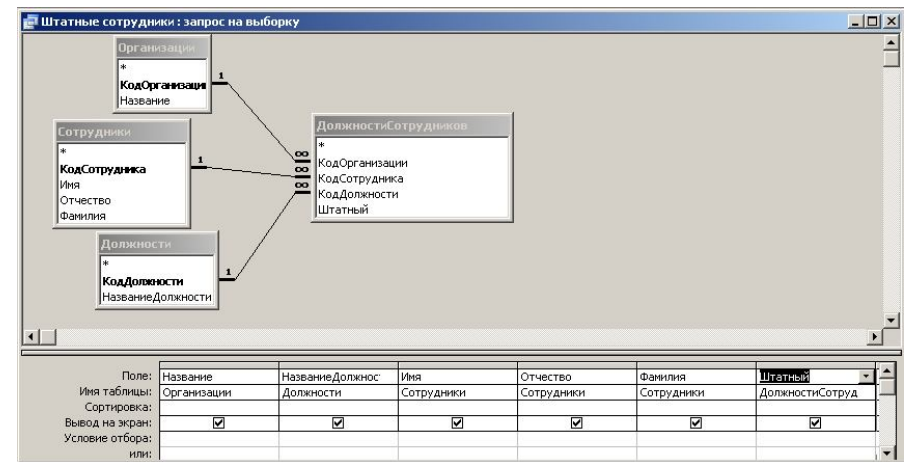 Штатные сотрудники : запрос на выборку
Организации
*
КодОрганизаци
Название
1
Сотрудники
*
КодСотрудника
Имя
Отчество
Фамилия
1
Должности
*
КодДолжности
НазваниеДолжности
1
ДолжностиСотрудников
*
КодОрганизации
КодСотрудника
КодДолжности
Штатный
∞
∞
∞
Поле: Название НазваниеДолжнос Имя Отчество Фамилия Штатный
Имя таблицы: Организации Должности Сотрудники Сотрудники Сотрудники ДолжностиСотруд
Сортировка:
Вывод на экран:
Условие отбора:
или: